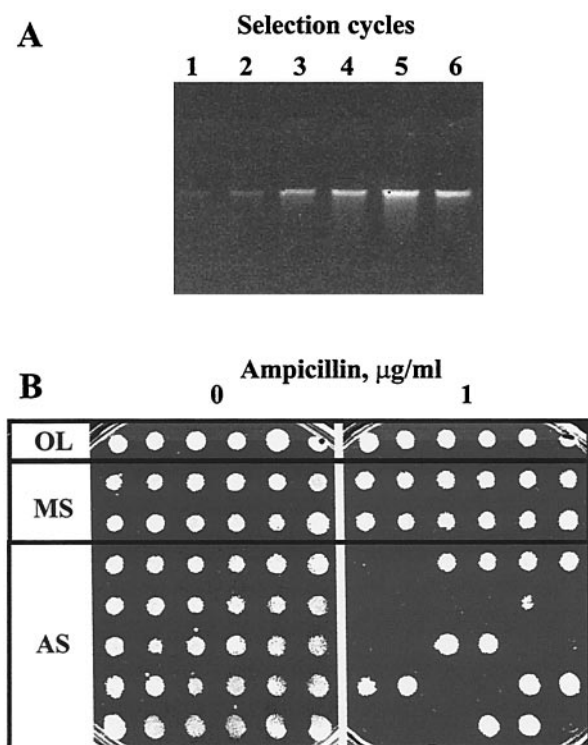 A
Selection cycles
1 2 3 4 5 6
B
Ampicillin, μg/ml
0 1
OL
MS
AS